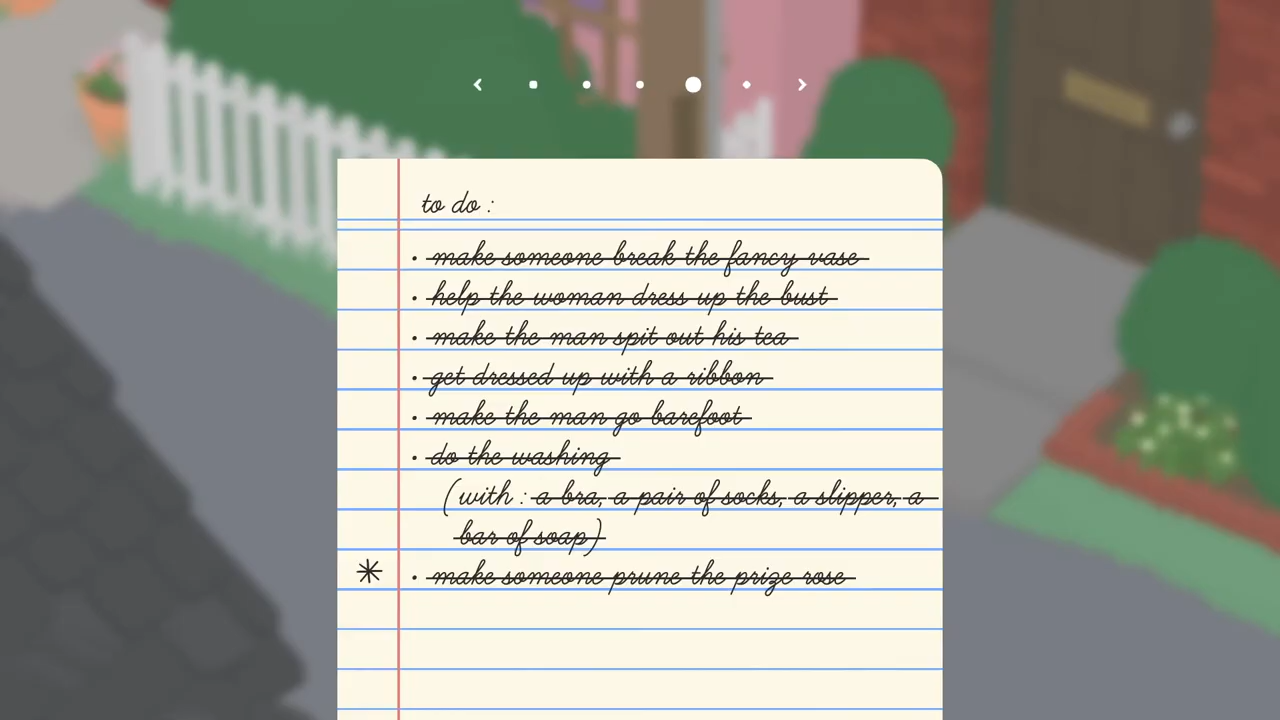 to do :
• make someone break the fancy vase
• help the woman dress up the bust
• make the man spit out his tea
• get dressed up with a ribbon
• make the man go barefoot
• do the washing
(with : a bra, a pair of socks, a slipper, a
bar of soap)
• make someone prune the prize rose